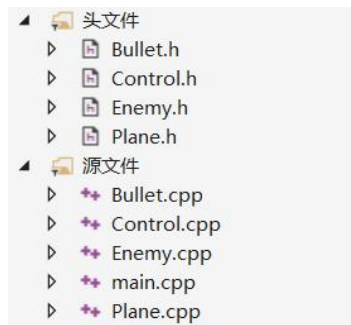 头文件
Bullet.h
Control.h
Enemy.h
Plane.h
源文件
Bullet.cpp
Control.cpp
Enemy.cpp
main.cpp
Plane.cpp